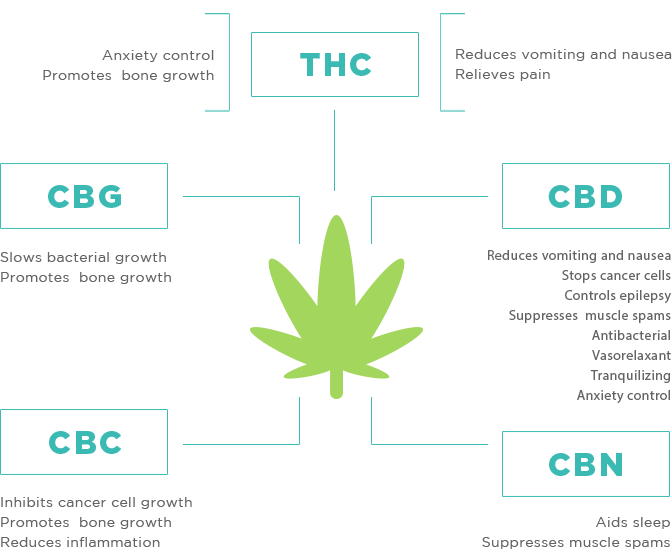 Anxiety control
Promotes bone growth
THC
Reduces vomiting and nausea
Relieves pain
CBG
Slows bacterial growth
Promotes bone growth
CBD
Reduces vomiting and nausea
Stops cancer cells
Controls epilepsy
Suppresses muscle spams
Antibacterial
Vasorelaxant
Tranquilizing
Anxiety control
CBC
Inhibits cancer cell growth
Promotes bone growth
Reduces inflammation
CBN
Aids sleep
Suppresses muscle spams